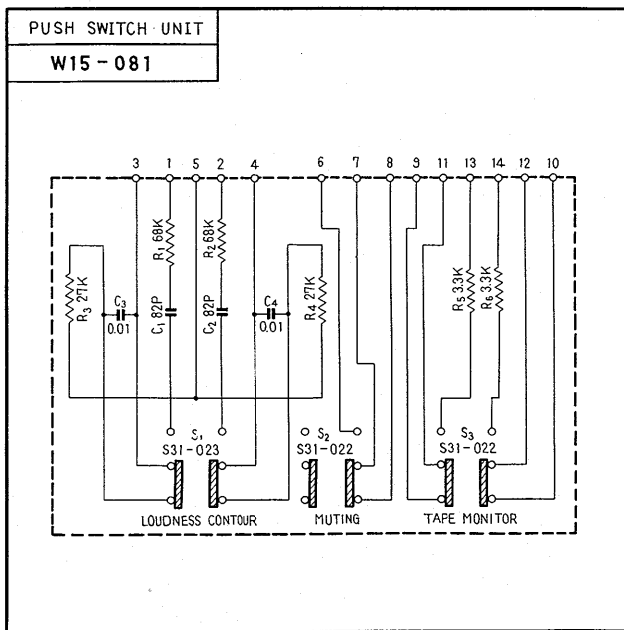 PUSH SWITCH UNIT
W15-081
3 1 5 2 4 6 7 8 9 11 13 14 12 10
R1 68K
R2 68K
R3 27K
C3
0.01
C1 82P
C2 82P
C4
0.01
R4 27K
R5 3.3K
R6 3.3K
S1
S31-023
S2
S31-022
S3
S31-022
LOUDNESS CONTOUR
MUTING
TAPE MONITOR